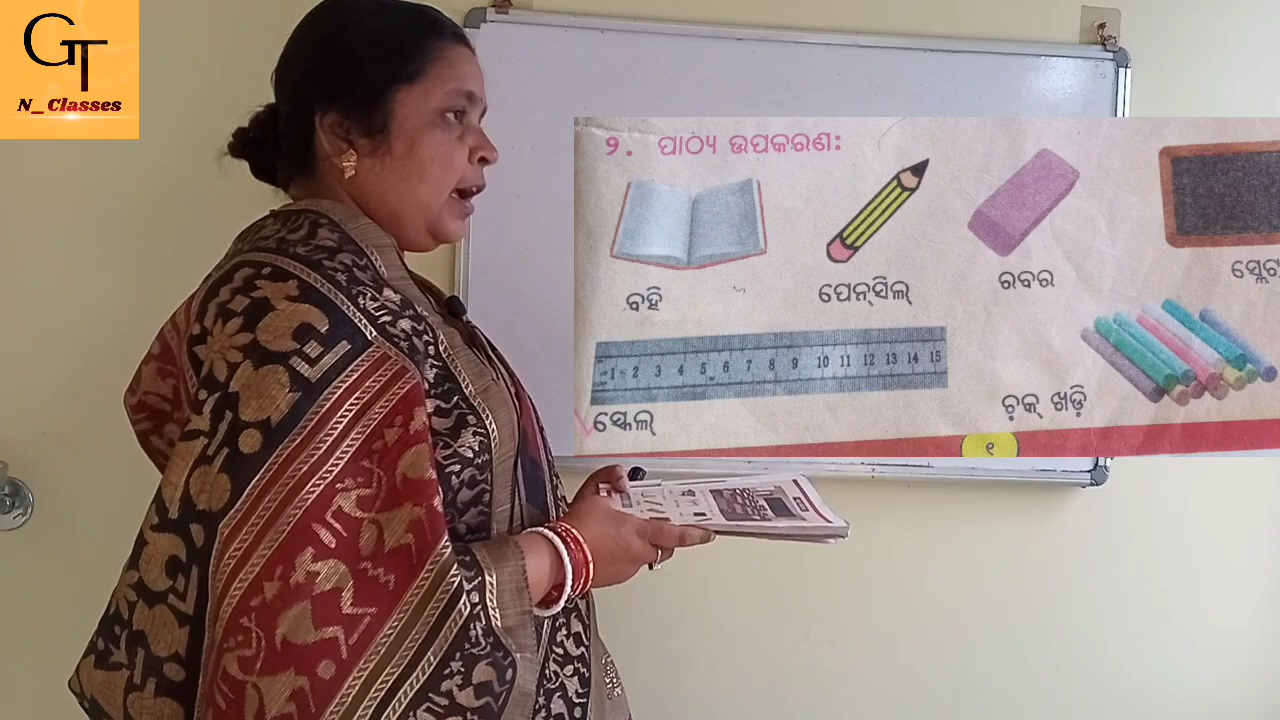 GT
N_Classes
୨. ପାଠ୍ୟ ଉପକରଣ:
ବହି
ପେନ୍‌ସିଲ୍
ରବର
ସ୍ଲେଟ
1 2 3 4 5 6 7 8 9 10 11 12 13 14 15
ସ୍କେଲ୍
ଚକ୍ ଖଡ଼ି
୧